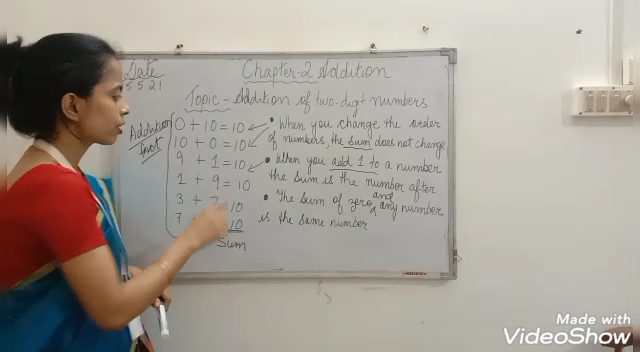 Date
5 5 21
Chapter-2 Addition
Topic - Addition of two-digit numbers
Addition fact
0 + 10 = 10
10 + 0 = 10
9 + 1 = 10
1 + 9 = 10
3 + 7 = 10
7 10
Sum
• When you change the order
of numbers the sum does not change
• When you add 1 to a number
the sum is the number after
• The sum of zero and any number
is the same number
Made with
VideoShow